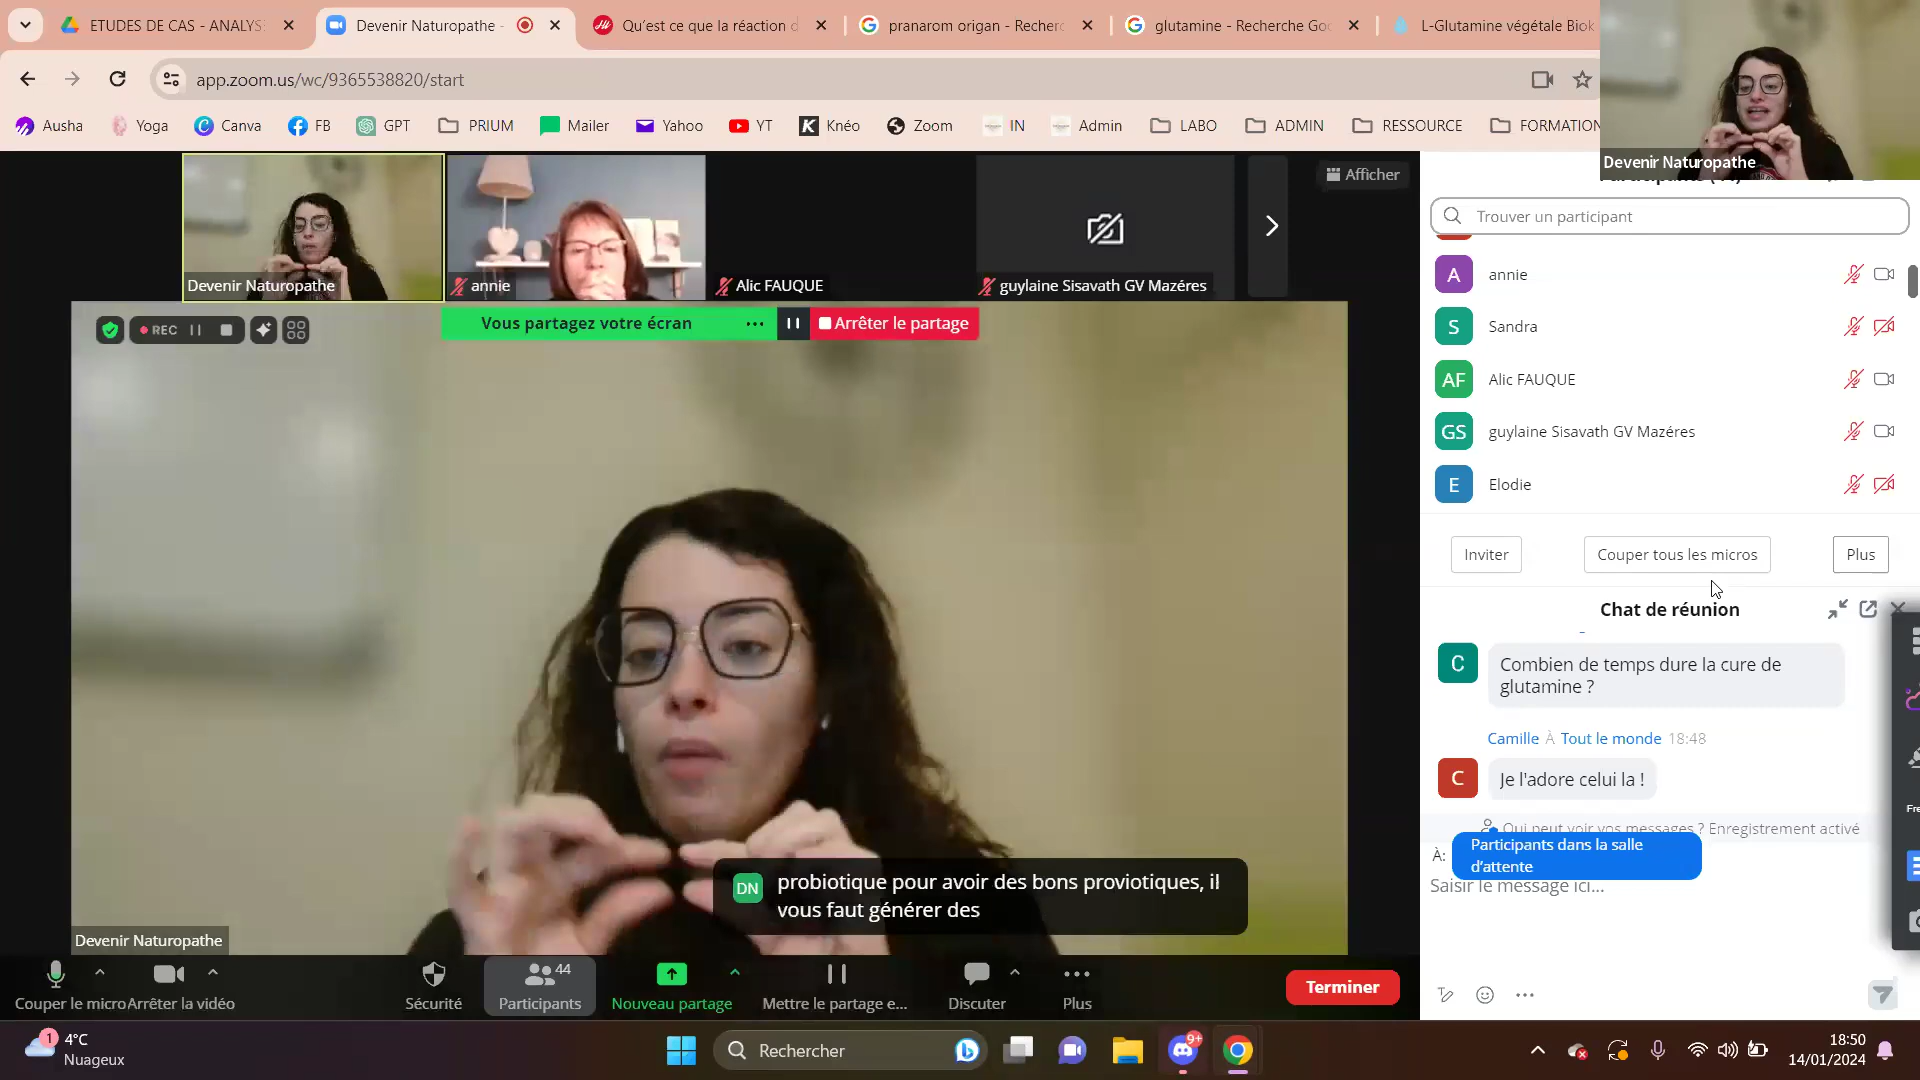 ETUDES DE CAS - ANALYS
Devenir Naturopathe -
Qu'est ce que la réaction d
pranarom origan - Recherc
glutamine - Recherche Goo
L-Glutamine végétale Biok
app.zoom.us/wc/9365538820/start
Ausha
Yoga
Canva
FB
GPT
PRIUM
Mailer
Yahoo
YT
Knéo
Zoom
IN
Admin
LABO
ADMIN
RESSOURCE
FORMATION
Devenir Naturopathe
Afficher
Devenir Naturopathe
annie
Alic FAUQUE
guylaine Sisavath GV Mazéres
REC
Vous partagez votre écran
Arrêter le partage
Trouver un participant
A
annie
S
Sandra
AF
Alic FAUQUE
GS
guylaine Sisavath GV Mazéres
E
Elodie
Inviter
Couper tous les micros
Plus
Chat de réunion
C
Combien de temps dure la cure de
glutamine ?
Camille À Tout le monde 18:48
C
Je l'adore celui la !
Qui peut voir vos messages ? Enregistrement activé
À:
Participants dans la salle
d'attente
Saisir le message ici...
DN
probiotique pour avoir des bons proviotiques, il
vous faut générer des
Devenir Naturopathe
Couper le micro
Arrêter la vidéo
Sécurité
44
Participants
Nouveau partage
Mettre le partage e...
Discuter
Plus
Terminer
1
4°C
Nuageux
Rechercher
9+
18:50
14/01/2024